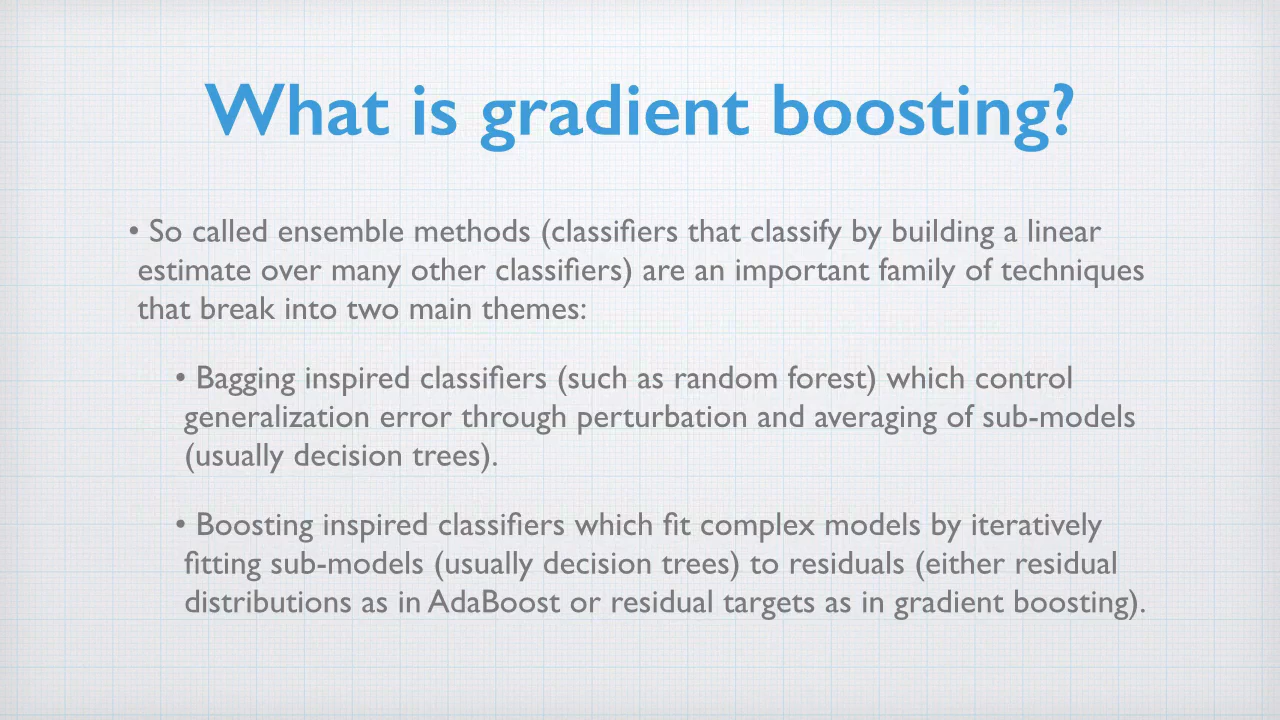 What is gradient boosting?
• So called ensemble methods (classifiers that classify by building a linear
estimate over many other classifiers) are an important family of techniques
that break into two main themes:
• Bagging inspired classifiers (such as random forest) which control
generalization error through perturbation and averaging of sub-models
(usually decision trees).
• Boosting inspired classifiers which fit complex models by iteratively
fitting sub-models (usually decision trees) to residuals (either residual
distributions as in AdaBoost or residual targets as in gradient boosting).